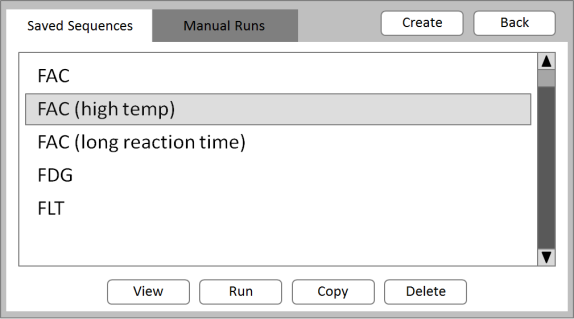 Saved Sequences
Manual Runs
Create
Back
FAC
FAC (high temp)
FAC (long reaction time)
FDG
FLT
View
Run
Copy
Delete